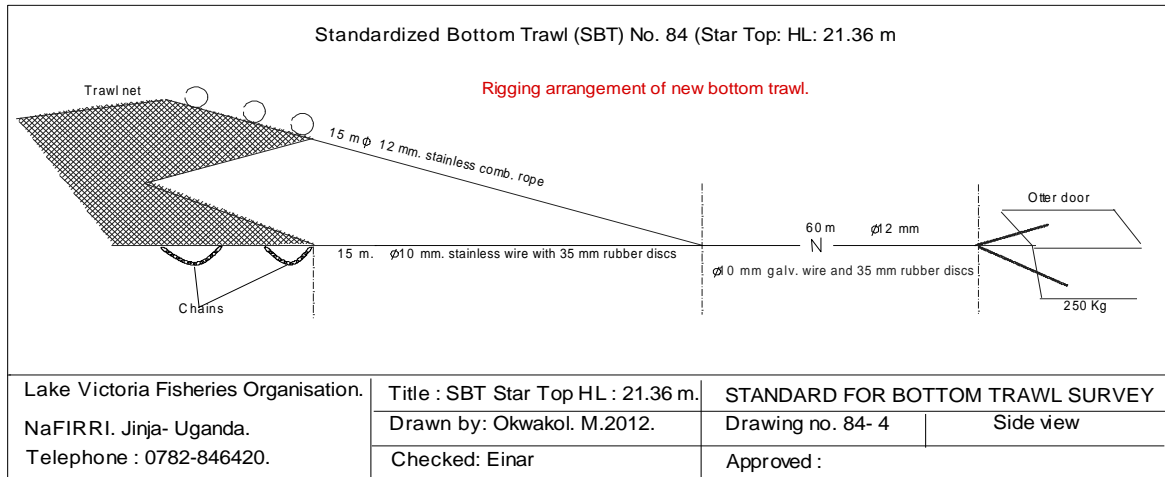 Standardized Bottom Trawl (SBT) No. 84 (Star Top: HL: 21.36 m
Rigging arrangement of new bottom trawl.
Trawl net
15 m ϕ 12 mm. stainless comb. rope
Otter door
60 m ϕ12 mm
N
15 m. ϕ10 mm. stainless wire with 35 mm rubber discs
ϕ10 mm galv. wire and 35 mm rubber discs
Chains
250 Kg
Lake Victoria Fisheries Organisation.
NaFIRRI. Jinja- Uganda.
Telephone : 0782-846420.
Title : SBT Star Top HL : 21.36 m.
Drawn by: Okwakol. M.2012.
Checked: Einar
STANDARD FOR BOTTOM TRAWL SURVEY
Drawing no. 84- 4
Side view
Approved :